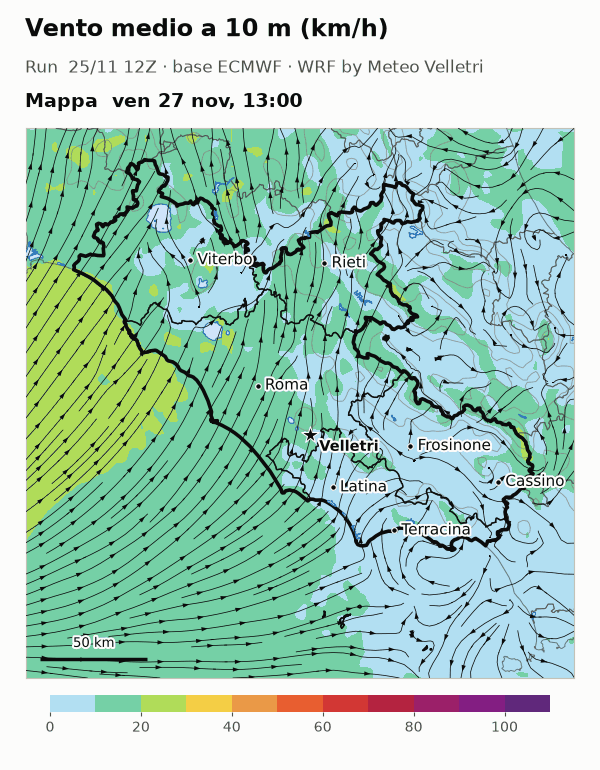 Vento medio a 10 m (km/h)
Run  25/11 12Z · base ECMWF · WRF by Meteo Velletri
Mappa  ven 27 nov, 13:00
Viterbo
Rieti
Roma
Velletri
Frosinone
Latina
Cassino
Terracina
50 km
0 20 40 60 80 100